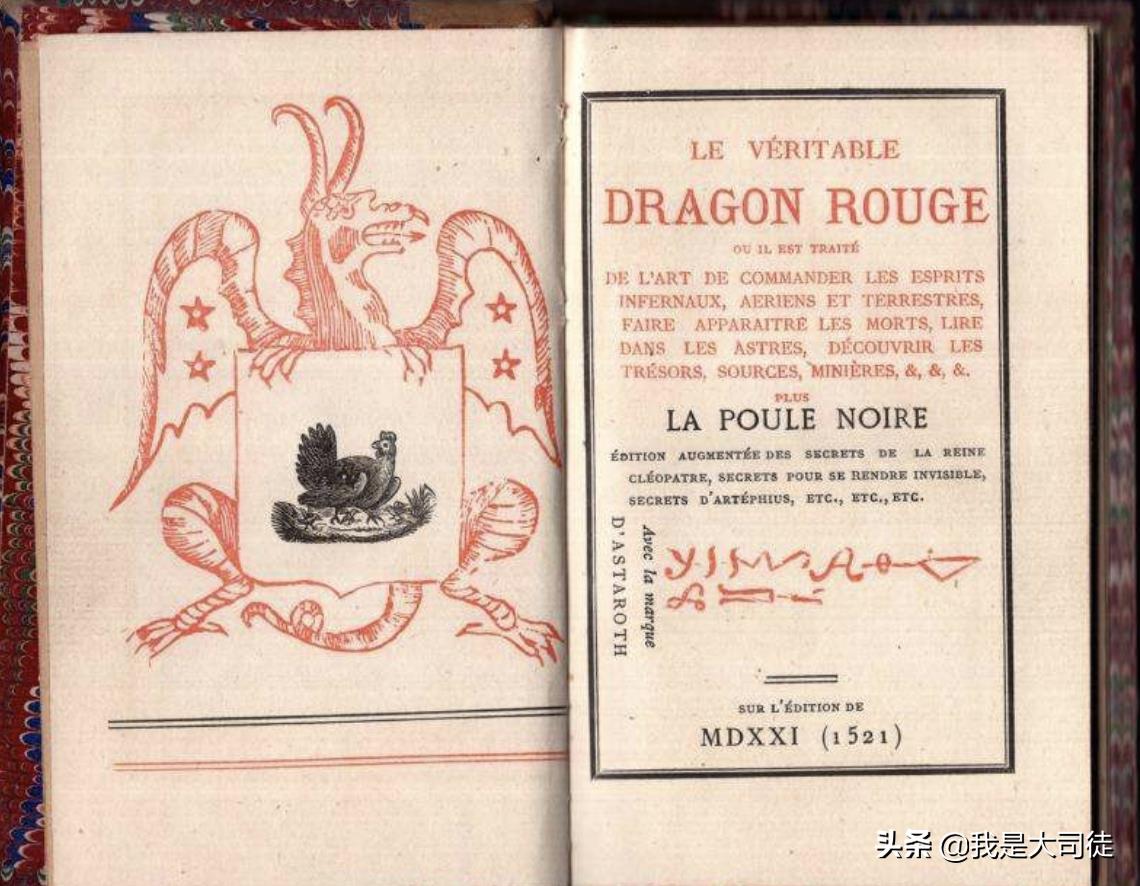 LE VÉRITABLE
DRAGON ROUGE
OU IL EST TRAITÉ
DE L'ART DE COMMANDER LES ESPRITS
INFERNAUX, AERIENS ET TERRESTRES,
FAIRE APPARAITRE LES MORTS, LIRE
DANS LES ASTRES, DÉCOUVRIR LES
TRÉSORS, SOURCES, MINIÈRES, &, &, &.
PLUS
LA POULE NOIRE
ÉDITION AUGMENTÉE DES SECRETS DE LA REINE
CLÉOPATRE, SECRETS POUR SE RENDRE INVISIBLE,
SECRETS D'ARTÉPHIUS, ETC., ETC., ETC.
Avec la marque
D'ASTAROTH
SUR L'ÉDITION DE
MDXXI (1521)
头条 @我是大司徒